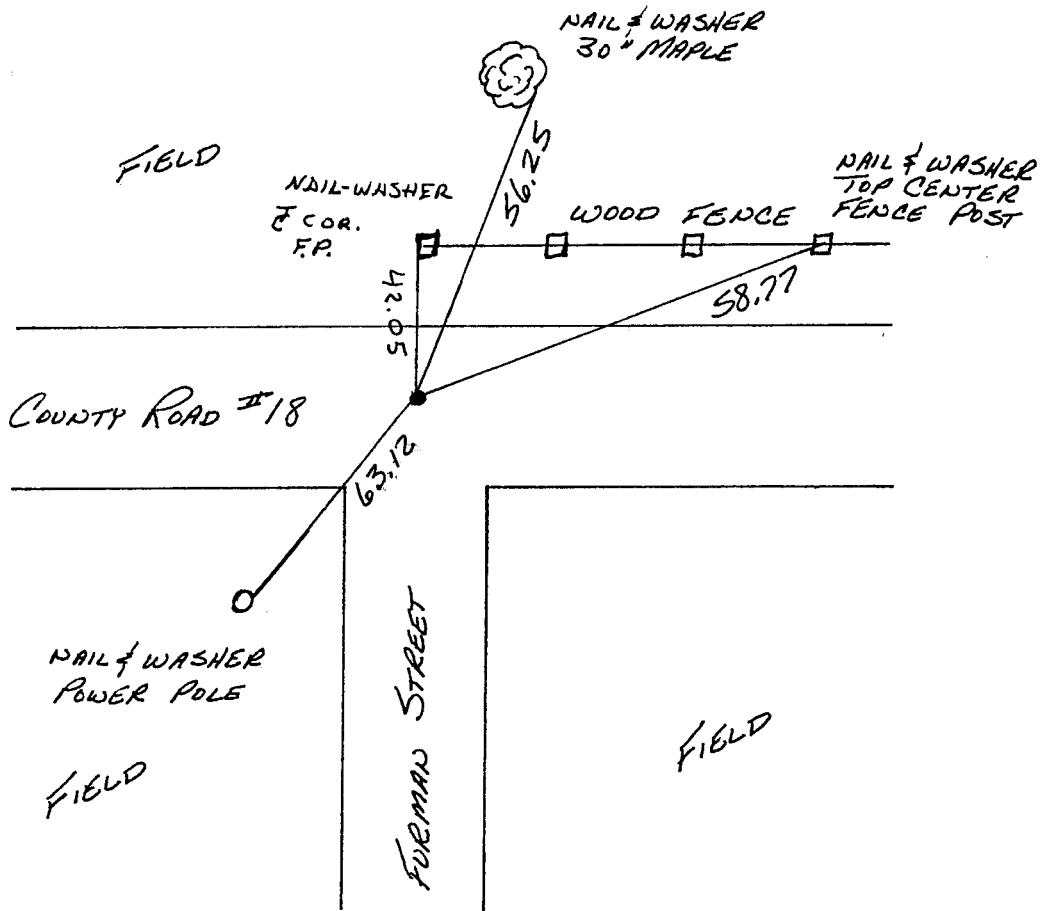 NAIL & WASHER
30" MAPLE
FIELD
NAIL-WASHER
COR.
F.P.
56.25
WOOD FENCE
NAIL & WASHER
TOP CENTER
FENCE POST
42.05
58.77
COUNTY ROAD #18
63.12
NAIL & WASHER
POWER POLE
FURMAN STREET
FIELD
FIELD